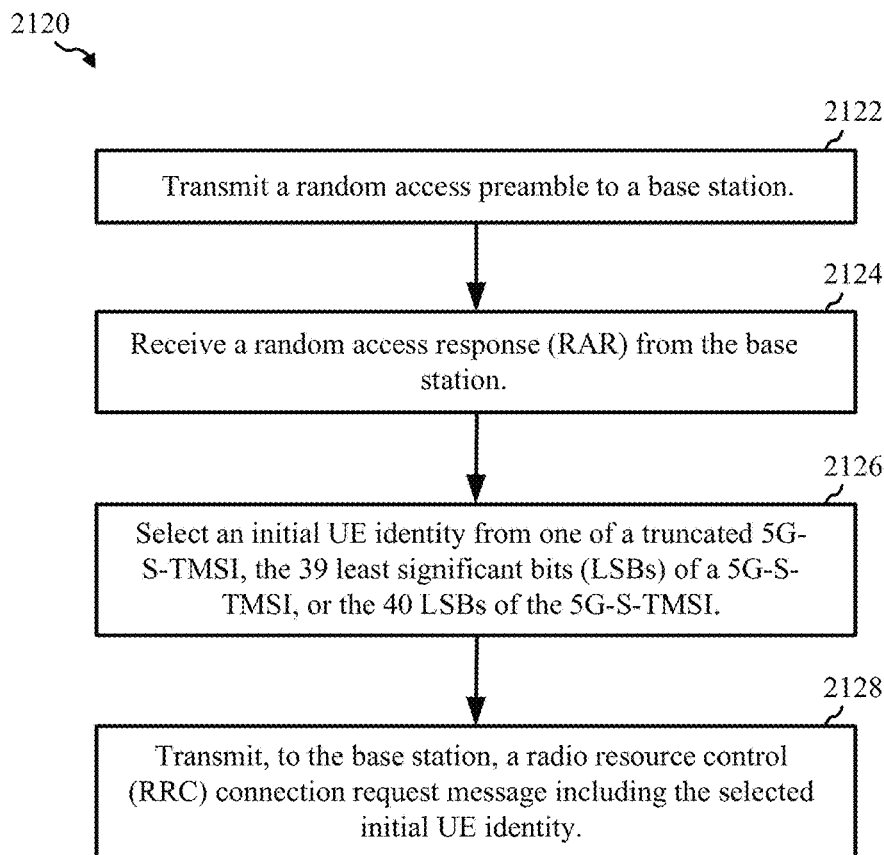 2120
2122
Transmit a random access preamble to a base station.
2124
Receive a random access response (RAR) from the base
station.
2126
Select an initial UE identity from one of a truncated 5G-
S-TMSI, the 39 least significant bits (LSBs) of a 5G-S-
TMSI, or the 40 LSBs of the 5G-S-TMSI.
2128
Transmit, to the base station, a radio resource control
(RRC) connection request message including the selected
initial UE identity.